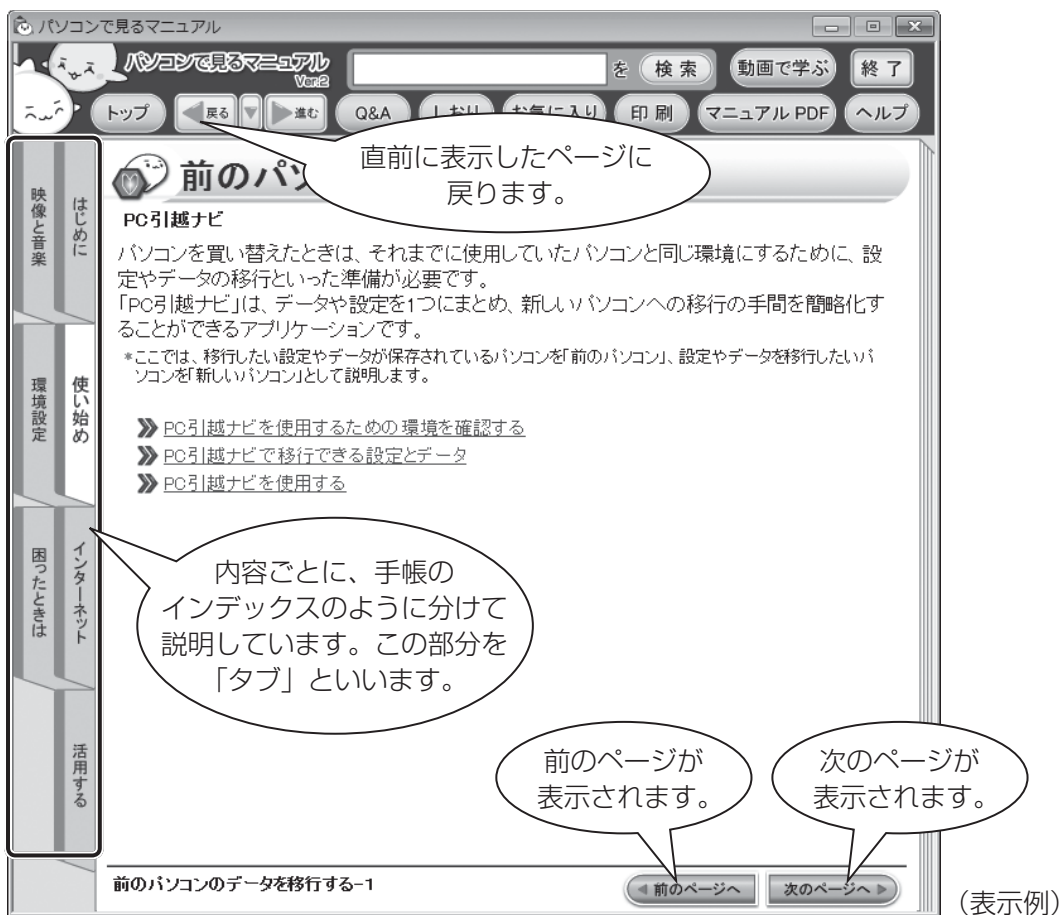 パソコンで見るマニュアル
パソコンで見るマニュアル
Ver.2
を 検索 動画で学ぶ 終了
トップ 戻る 進む Q&A しおり お気に入り 印刷 マニュアル PDF ヘルプ
直前に表示したページに
戻ります。
映像と音楽
はじめに
環境設定
使い始め
困ったときは
インターネット
活用する
前のパソ
PC引越ナビ
パソコンを買い替えたときは、それまでに使用していたパソコンと同じ環境にするために、設
定やデータの移行といった準備が必要です。
「PC引越ナビ」は、データや設定を1つにまとめ、新しいパソコンへの移行の手間を簡略化す
ることができるアプリケーションです。
*ここでは、移行したい設定やデータが保存されているパソコンを「前のパソコン」、設定やデータを移行したいパ
ソコンを「新しいパソコン」として説明します。
PC引越ナビを使用するための環境を確認する
PC引越ナビで移行できる設定とデータ
PC引越ナビを使用する
内容ごとに、手帳の
インデックスのように分けて
説明しています。この部分を
「タブ」といいます。
前のページが
表示されます。
次のページが
表示されます。
前のパソコンのデータを移行する-1
前のページへ 次のページへ
（表示例）